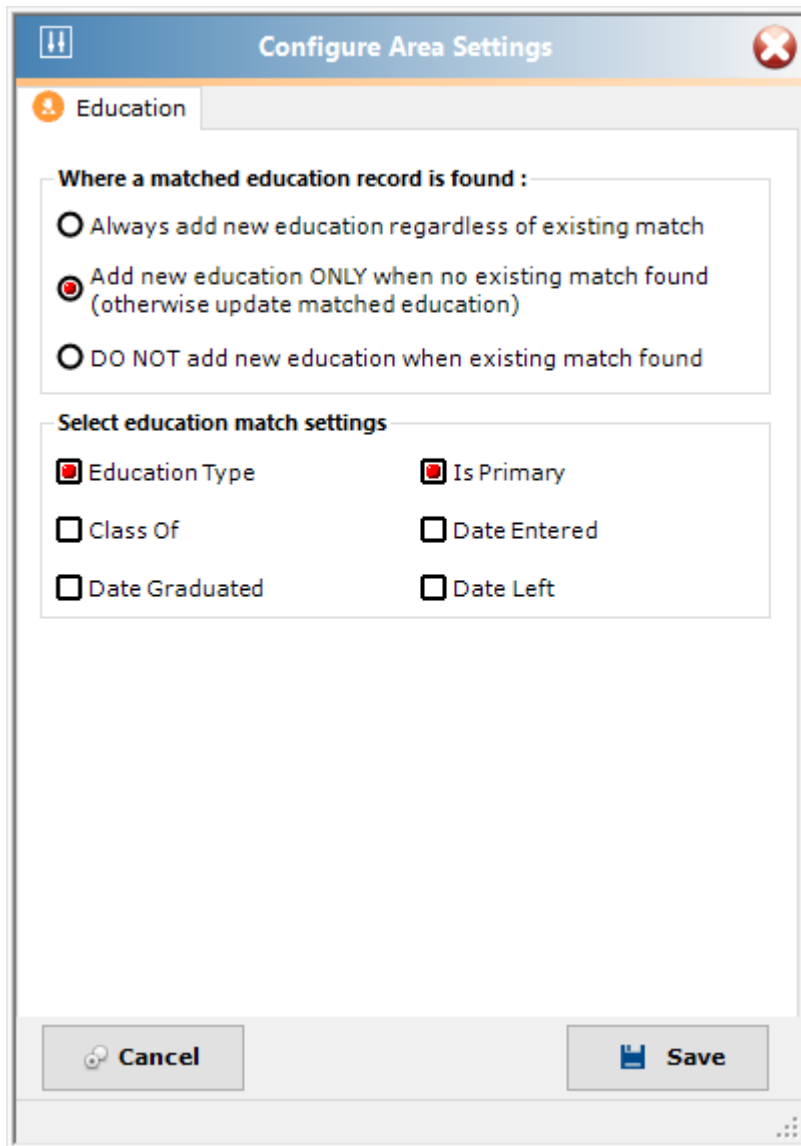 Configure Area Settings
Education
Where a matched education record is found :
Always add new education regardless of existing match
Add new education ONLY when no existing match found
(otherwise update matched education)
DO NOT add new education when existing match found
Select education match settings
Education Type
Is Primary
Class Of
Date Entered
Date Graduated
Date Left
Cancel
Save